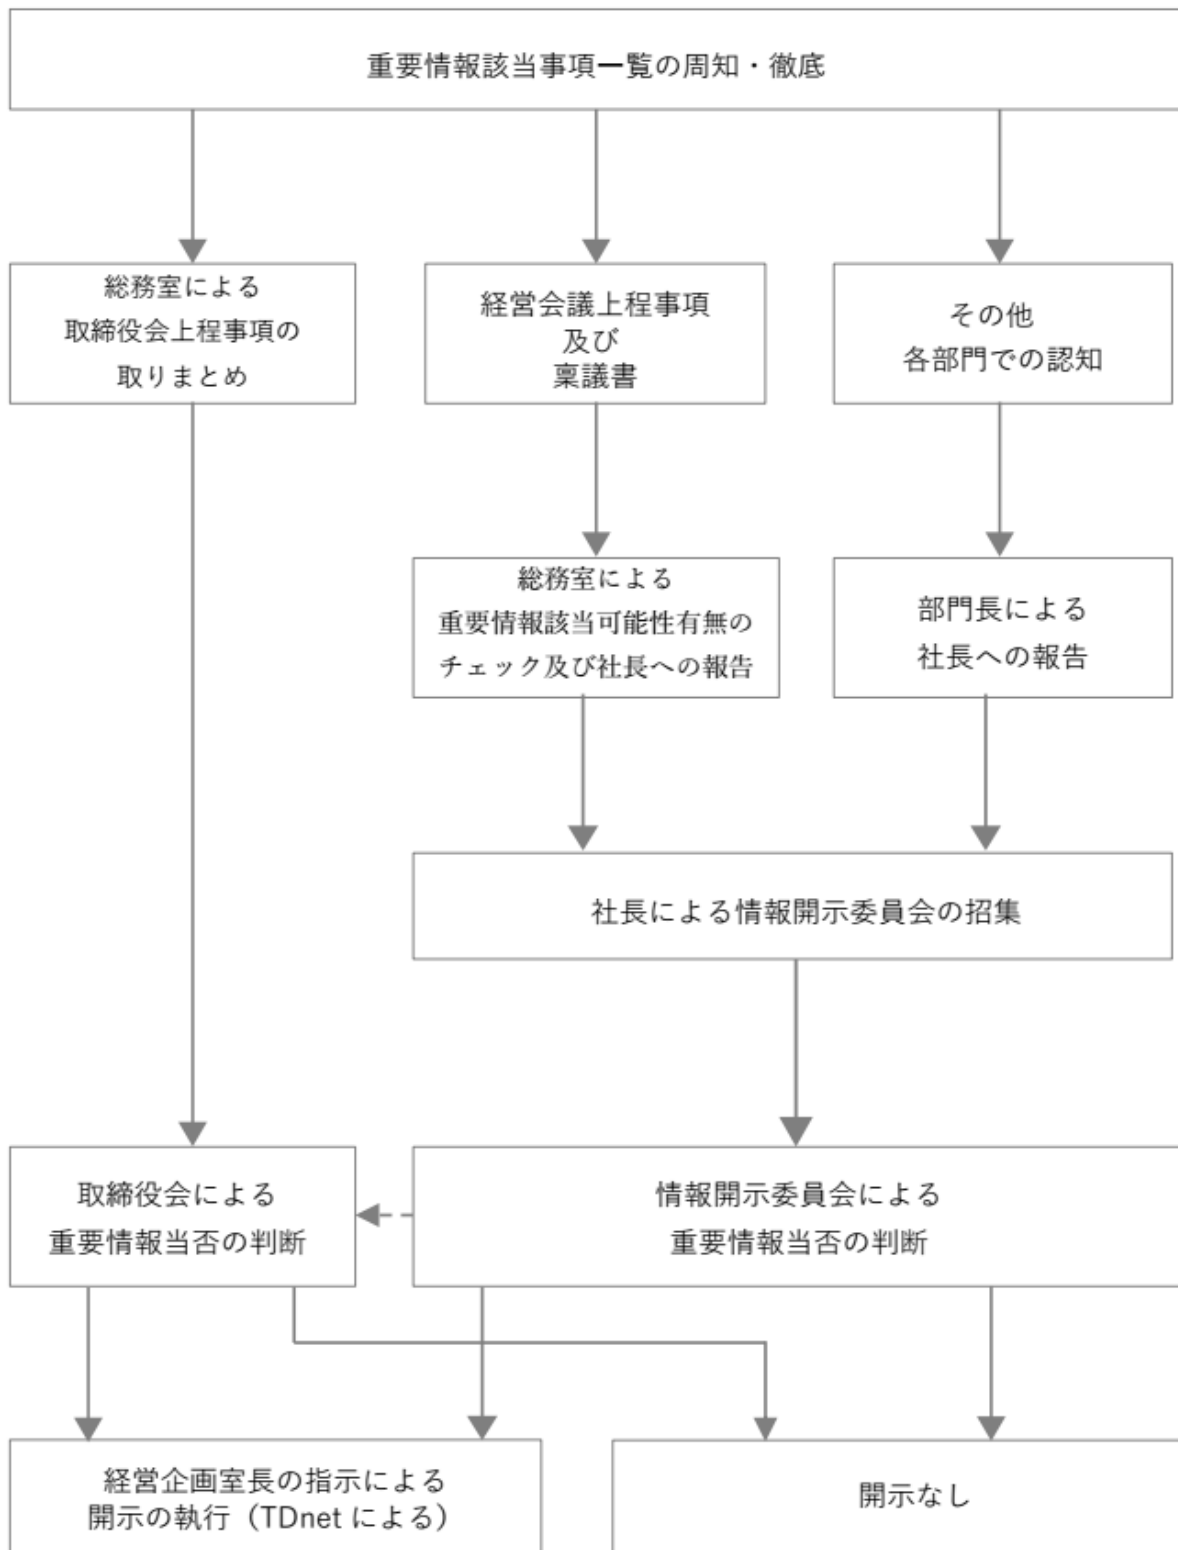 重要情報該当事項一覧の周知・徹底
総務室による
取締役会上程事項の
取りまとめ
経営会議上程事項
及び
稟議書
その他
各部門での認知
総務室による
重要情報該当可能性有無の
チェック及び社長への報告
部門長による
社長への報告
社長による情報開示委員会の招集
取締役会による
重要情報当否の判断
情報開示委員会による
重要情報当否の判断
経営企画室長の指示による
開示の執行（TDnet による）
開示なし